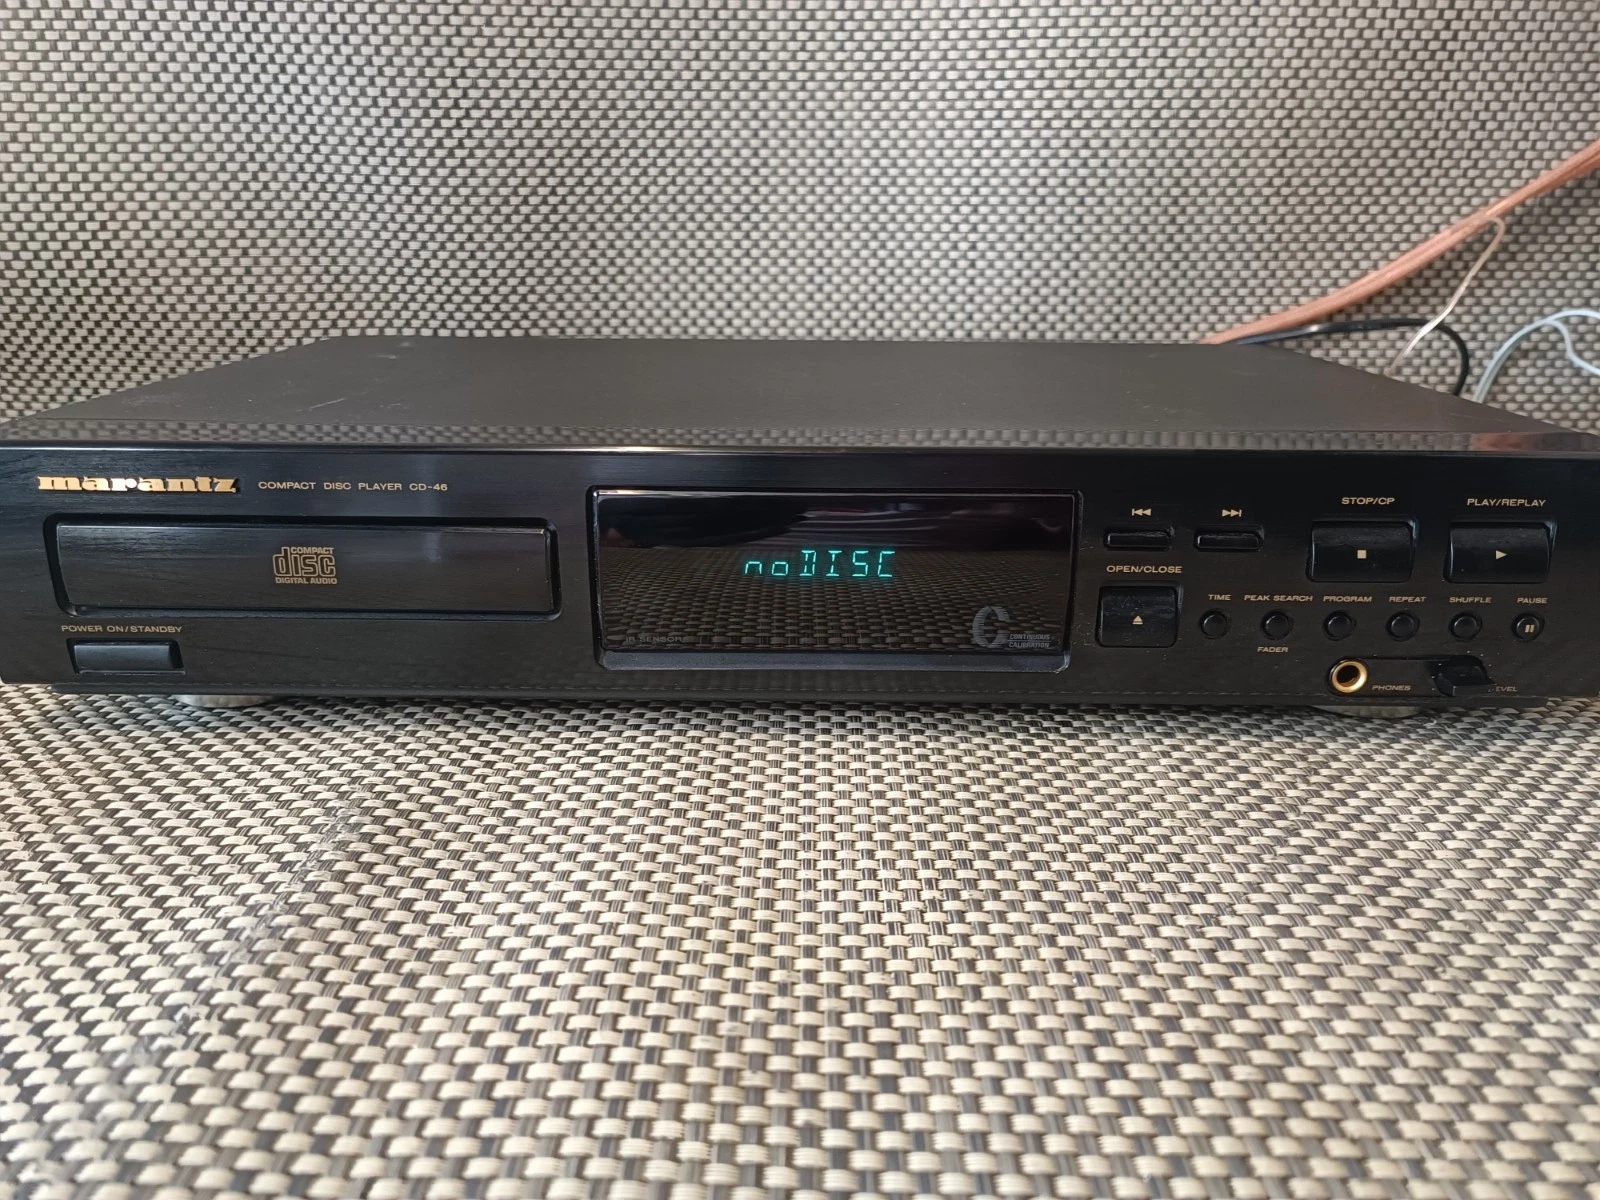 marantz COMPACT DISC PLAYER CD-46
COMPACT
disc
DIGITAL AUDIO
POWER ON/STANDBY
noDISC
IR SENSOR
CONTINUOUS
CALIBRATION
STOP/CP
PLAY/REPLAY
OPEN/CLOSE
TIME
PEAK SEARCH
PROGRAM
REPEAT
SHUFFLE
PAUSE
FADER
PHONES